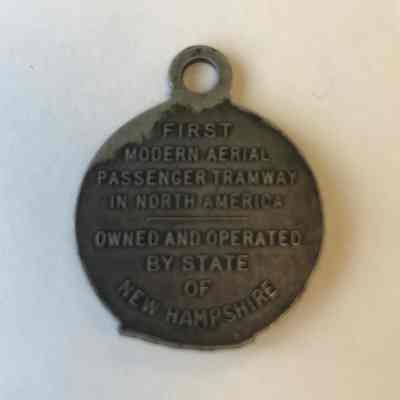 FIRST
MODERN AERIAL
PASSENGER TRAMWAY
IN NORTH AMERICA
OWNED AND OPERATED
BY STATE
OF
NEW HAMPSHIRE